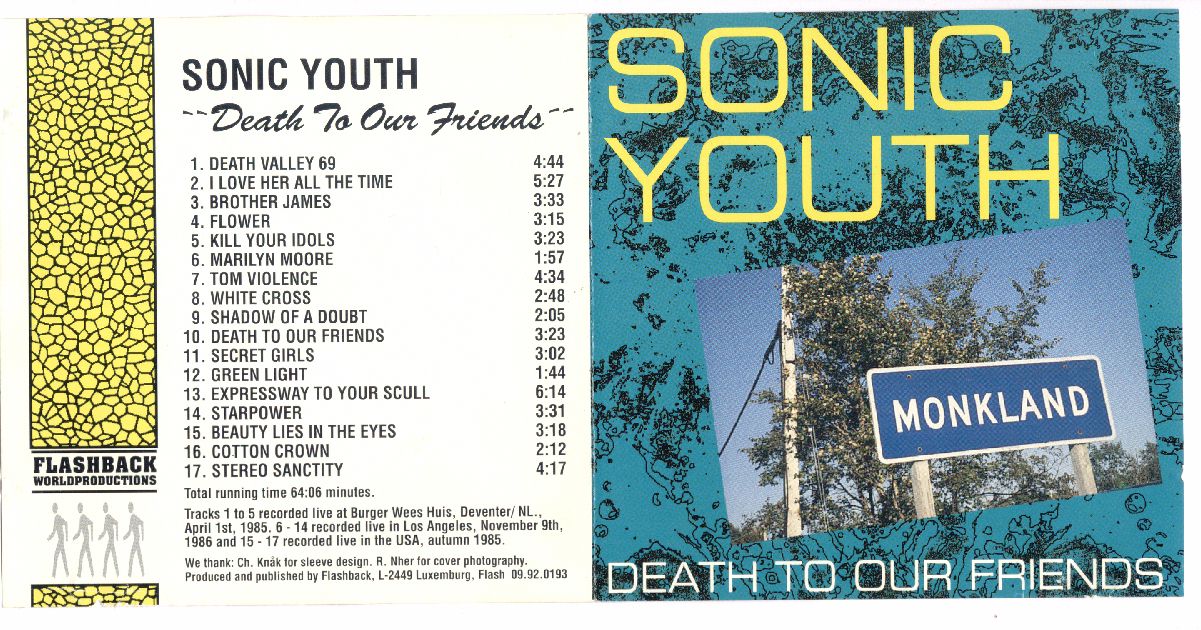 SONIC YOUTH
~~Death To Our Friends~~
1. DEATH VALLEY 69 4:44
2. I LOVE HER ALL THE TIME 5:27
3. BROTHER JAMES 3:33
4. FLOWER 3:15
5. KILL YOUR IDOLS 3:23
6. MARILYN MOORE 1:57
7. TOM VIOLENCE 4:34
8. WHITE CROSS 2:48
9. SHADOW OF A DOUBT 2:05
10. DEATH TO OUR FRIENDS 3:23
11. SECRET GIRLS 3:02
12. GREEN LIGHT 1:44
13. EXPRESSWAY TO YOUR SCULL 6:14
14. STARPOWER 3:31
15. BEAUTY LIES IN THE EYES 3:18
16. COTTON CROWN 2:12
17. STEREO SANCTITY 4:17
Total running time 64:06 minutes.
Tracks 1 to 5 recorded live at Burger Wees Huis, Deventer/ NL.,
April 1st, 1985. 6 - 14 recorded live in Los Angeles, November 9th,
1986 and 15 - 17 recorded live in the USA, autumn 1985.
We thank: Ch. Knåk for sleeve design. R. Nher for cover photography.
Produced and published by Flashback, L-2449 Luxemburg, Flash 09.92.0193
FLASHBACK
WORLDPRODUCTIONS
SONIC
YOUTH
MONKLAND
DEATH TO OUR FRIENDS